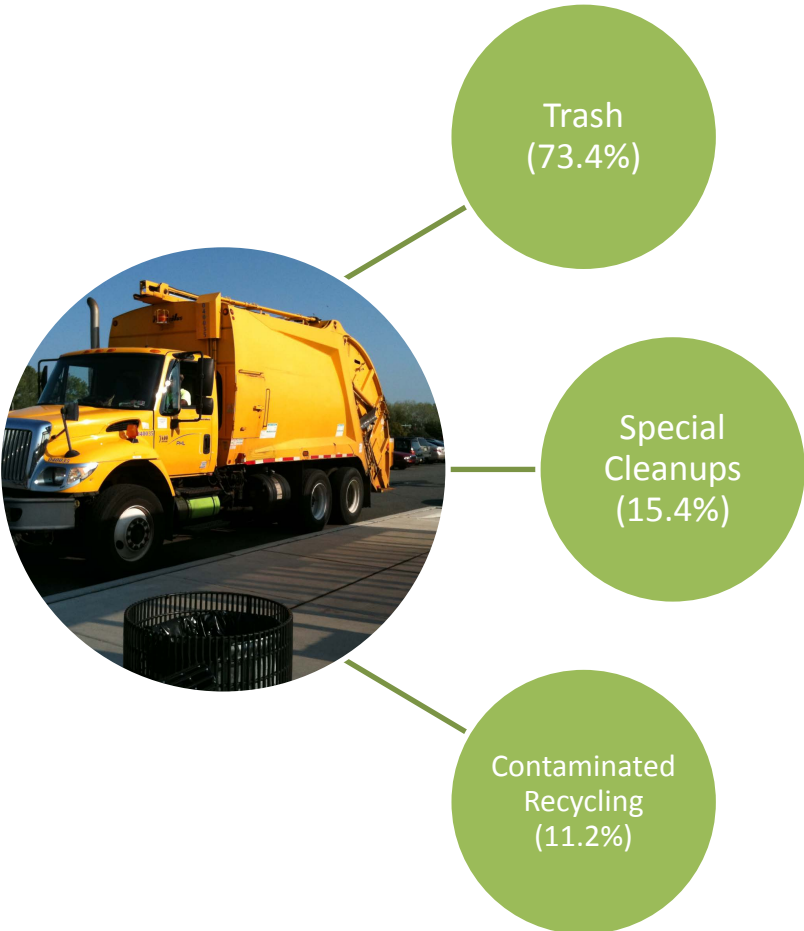 Trash
(73.4%)
Special
Cleanups
(15.4%)
Contaminated
Recycling
(11.2%)